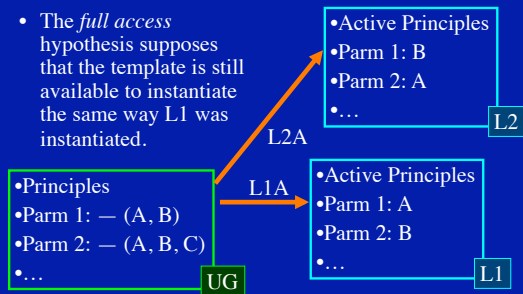 • The full access
hypothesis supposes
that the template is still
available to instantiate
the same way L1 was
instantiated.
•Active Principles
•Parm 1: B
•Parm 2: A
•…
L2
L2A
•Principles
•Parm 1: — (A, B)
•Parm 2: — (A, B, C)
•…
UG
L1A
•Active Principles
•Parm 1: A
•Parm 2: B
•…
L1